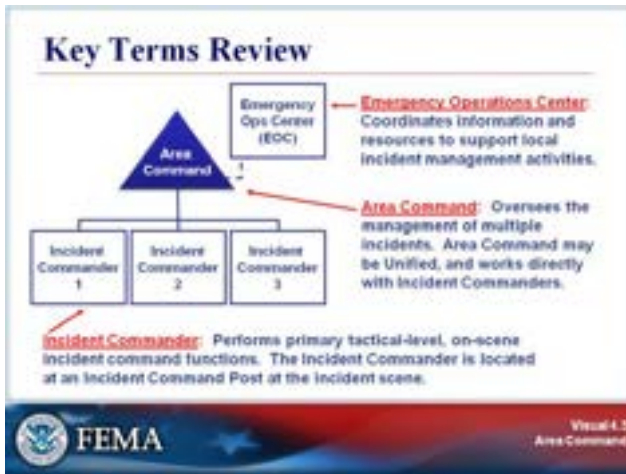 Key Terms Review
Emergency
Ops Center
(EOC)
Emergency Operations Center:
Coordinates information and
resources to support local
incident management activities.
Area
Command
Area Command: Oversees the
management of multiple
incidents. Area Command may
be Unified, and works directly
with Incident Commanders.
Incident
Commander
1
Incident
Commander
2
Incident
Commander
3
Incident Commander: Performs primary tactical-level, on-scene
incident command functions. The Incident Commander is located
at an Incident Command Post at the incident scene.
FEMA
Visual 4.3
Area Command